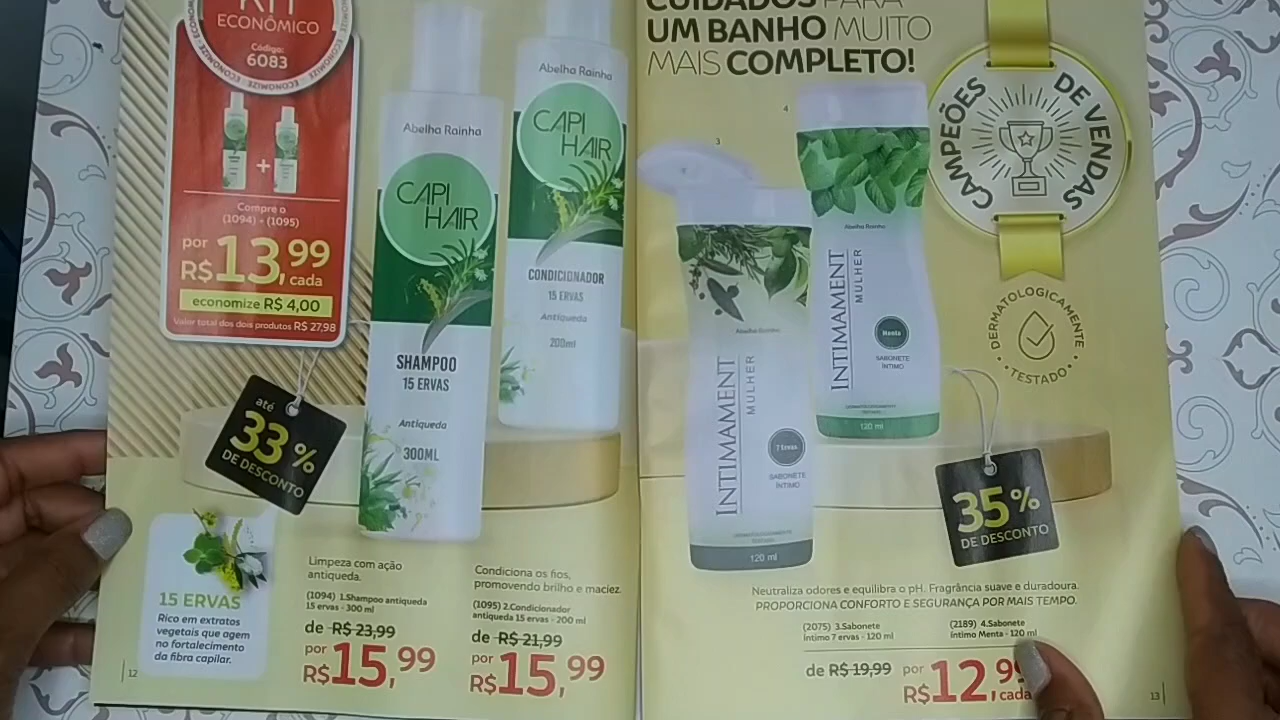 KIT
ECONÔMICO
Código:
6083
ECONOMIZE
Compre o
(1094) + (1095)
por
R$13,99
cada
economize R$ 4,00
Valor total dos dois produtos R$ 27,98
até
33%
DE DESCONTO
15 ERVAS
Rico em extratos
vegetais que agem
no fortalecimento
da fibra capilar.
12
Abelha Rainha
CAPI
HAIR
SHAMPOO
15 ERVAS
Antiqueda
300ML
Abelha Rainha
CAPI
HAIR
CONDICIONADOR
15 ERVAS
Antiqueda
200ml
Limpeza com ação
antiqueda.
(1094) 1.Shampoo antiqueda
15 ervas - 300 ml
de R$ 23,99
por
R$15,99
Condiciona os fios,
promovendo brilho e maciez.
(1095) 2.Condicionador
antiqueda 15 ervas - 200 ml
de R$ 21,99
por
R$15,99
CUIDADOS PARA
UM BANHO MUITO
MAIS COMPLETO!
CAMPEÕES
DE VENDAS
DERMATOLOGICAMENTE
• TESTADO •
3
Abelha Rainha
INTIMAMENT
MULHER
7 Ervas
SABONETE
ÍNTIMO
120 ml
4
Abelha Rainha
INTIMAMENT
MULHER
Menta
SABONETE
ÍNTIMO
120 ml
35%
DE DESCONTO
Neutraliza odores e equilibra o pH. Fragrância suave e duradoura.
PROPORCIONA CONFORTO E SEGURANÇA POR MAIS TEMPO.
(2075) 3.Sabonete
íntimo 7 ervas - 120 ml
(2189) 4.Sabonete
íntimo Menta - 120 ml
de R$ 19,99
por
R$12,99
cada
13